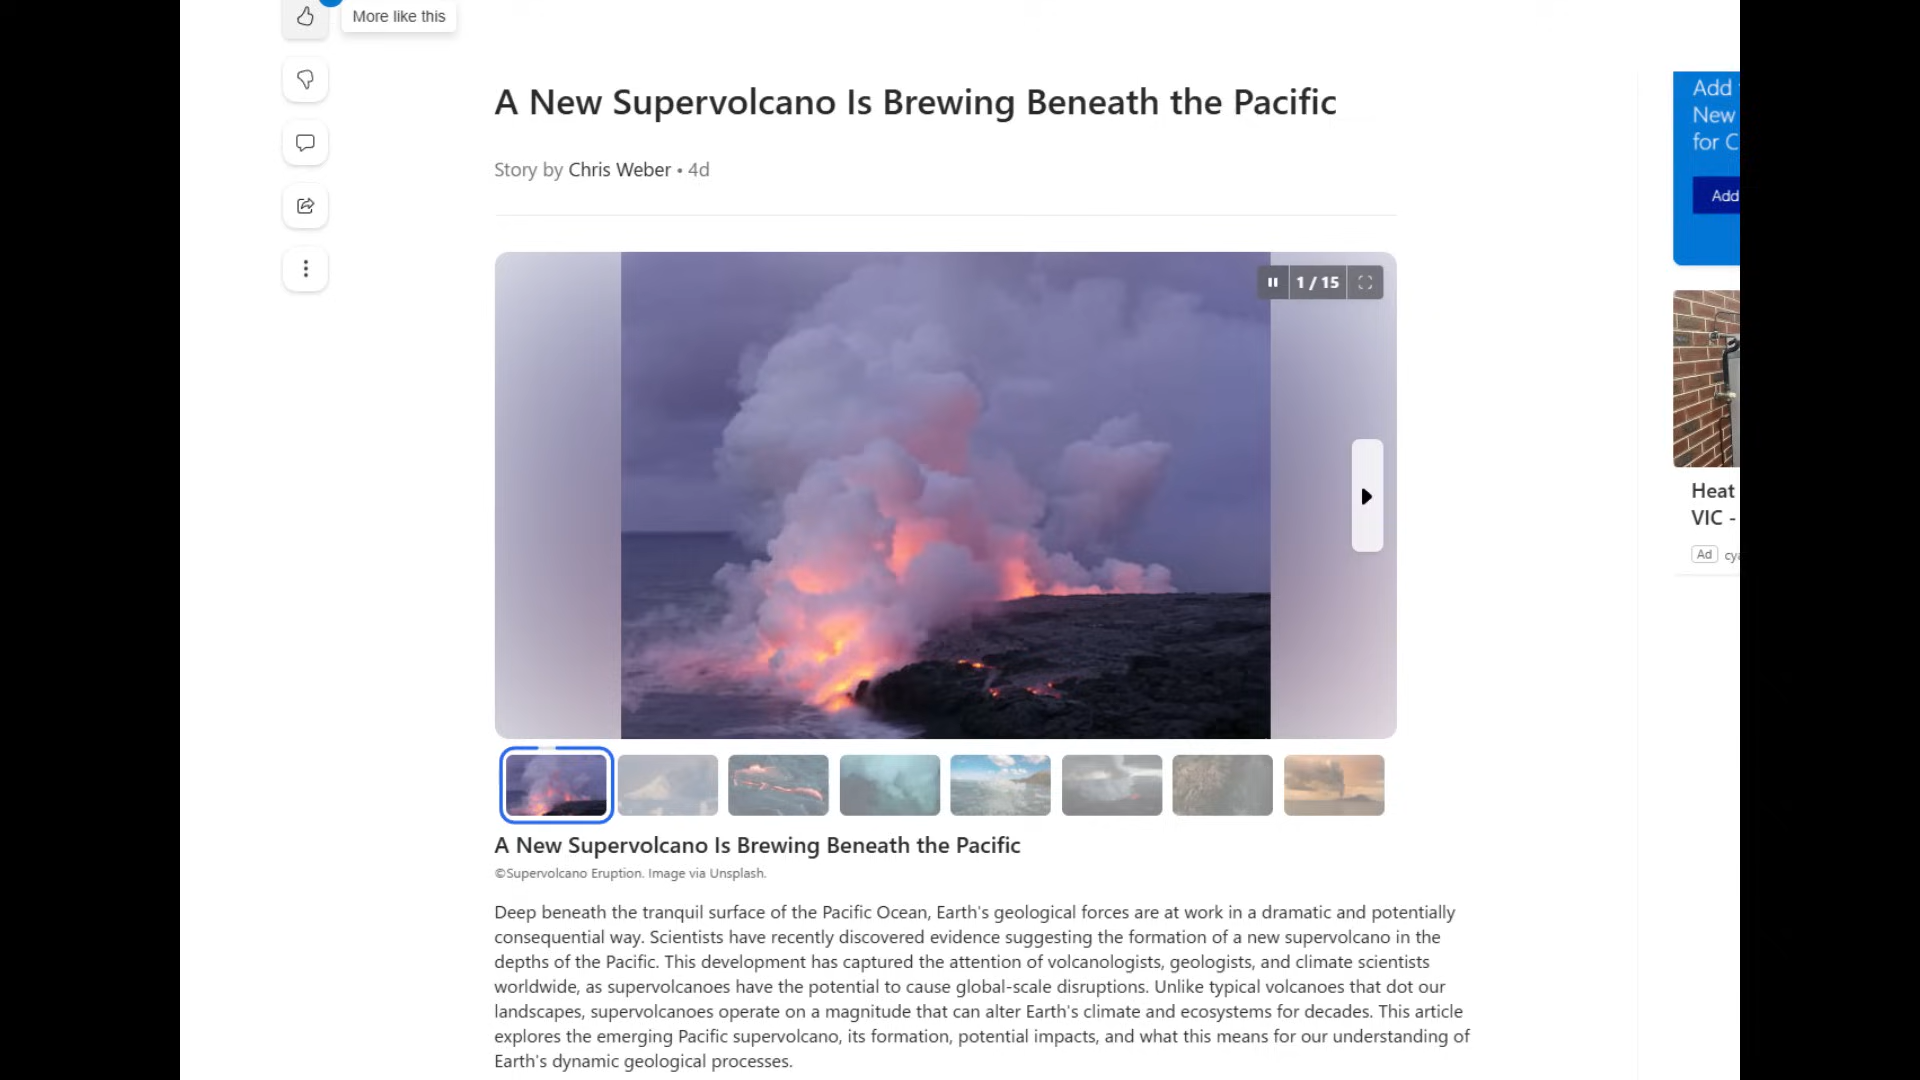 More like this
A New Supervolcano Is Brewing Beneath the Pacific
Story by Chris Weber • 4d
1 / 15
A New Supervolcano Is Brewing Beneath the Pacific
©Supervolcano Eruption. Image via Unsplash.
Deep beneath the tranquil surface of the Pacific Ocean, Earth's geological forces are at work in a dramatic and potentially
consequential way. Scientists have recently discovered evidence suggesting the formation of a new supervolcano in the
depths of the Pacific. This development has captured the attention of volcanologists, geologists, and climate scientists
worldwide, as supervolcanoes have the potential to cause global-scale disruptions. Unlike typical volcanoes that dot our
landscapes, supervolcanoes operate on a magnitude that can alter Earth's climate and ecosystems for decades. This article
explores the emerging Pacific supervolcano, its formation, potential impacts, and what this means for our understanding of
Earth's dynamic geological processes.
Add
New
for C
Add
Heat
VIC -
Ad